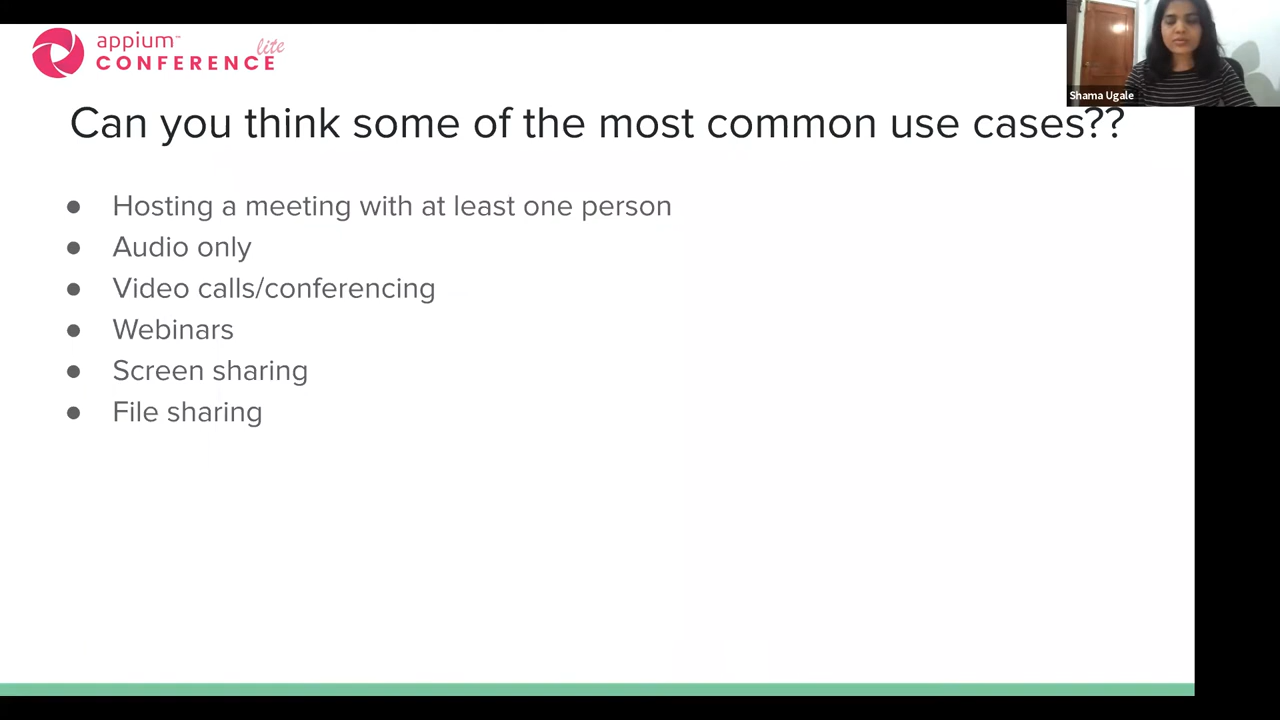 appium™
CONFERENCE lite
Shama Ugale
Can you think some of the most common use cases??
● Hosting a meeting with at least one person
● Audio only
● Video calls/conferencing
● Webinars
● Screen sharing
● File sharing